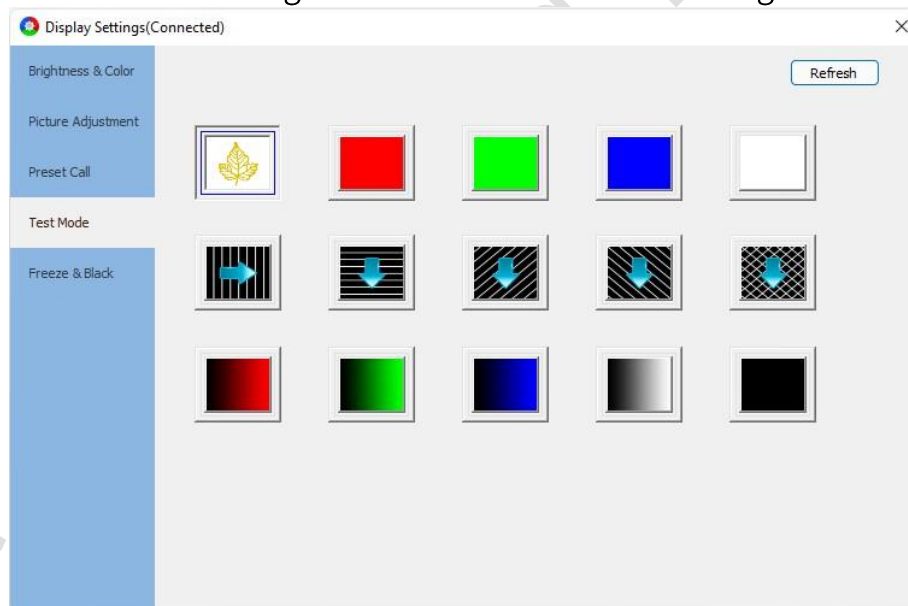 Display Settings(Connected)
Brightness & Color
Refresh
Picture Adjustment
Preset Call
Test Mode
Freeze & Black